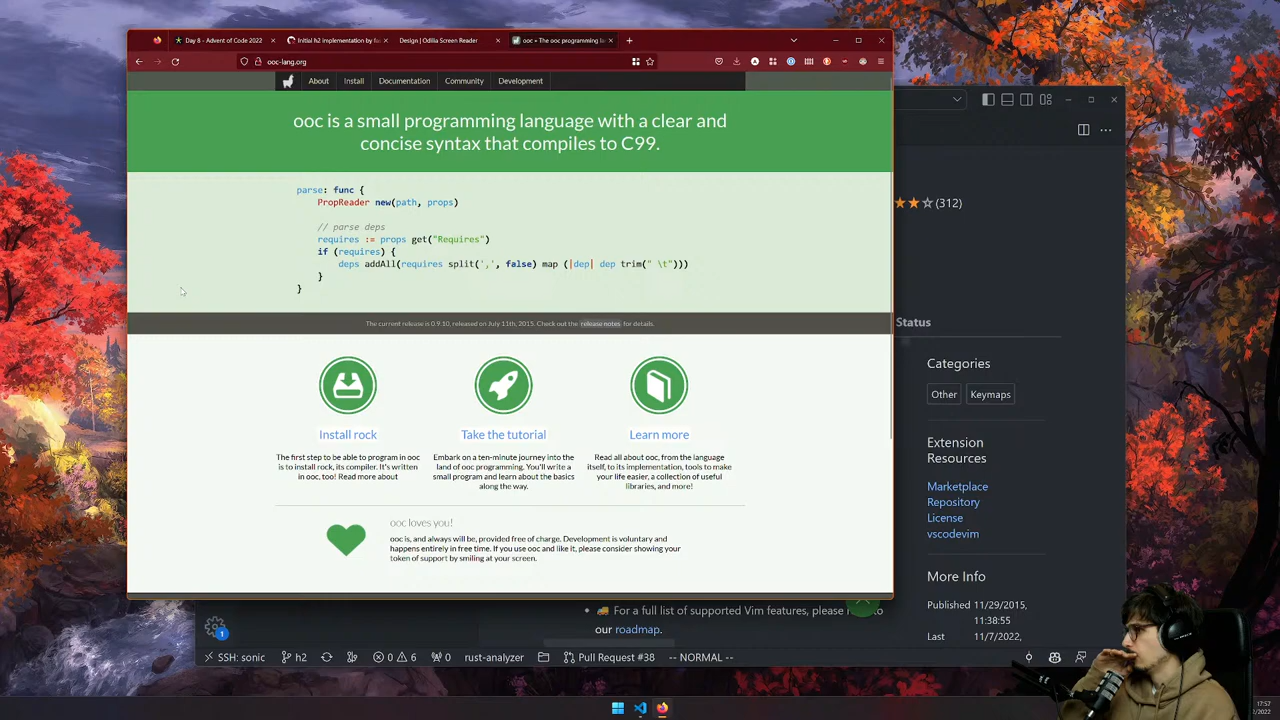 Day 8 - Advent of Code 2022
Initial h2 implementation by
Design | Odilia Screen Reader
ooc • The ooc programming
ooc-lang.org
About
Install
Documentation
Community
Development
ooc is a small programming language with a clear and
concise syntax that compiles to C99.
parse: func {
PropReader new(path, props)
// parse deps
requires := props get("Requires")
if (requires) {
deps addAll(requires split(',', false) map (|dep| dep trim(" \t")))
}
}
The current release is 0.9.10, released on July 11th, 2015. Check out the release notes for details.
Install rock
The first step to be able to program in ooc
is to install rock, its compiler. It's written
in ooc, too! Read more about
Take the tutorial
Embark on a ten-minute journey into the
land of ooc programming. You'll write a
small program and learn about the basics
along the way.
Learn more
Read all about ooc, from the language
itself, to its implementation, tools to make
your life easier, a collection of useful
libraries, and more!
ooc loves you!
ooc is, and always will be, provided free of charge. Development is voluntary and
happens entirely in free time. If you use ooc and like it, please consider showing your
token of support by smiling at your screen.
(312)
Status
Categories
Other
Keymaps
Extension
Resources
Marketplace
Repository
License
vscodevim
More Info
Published 11/29/2015,
11:38:55
Last 11/7/2022,
For a full list of supported Vim features, please
to
our roadmap.
1
SSH: sonic
h2
0
6
0
rust-analyzer
Pull Request #38
-- NORMAL --
17:57
/2022